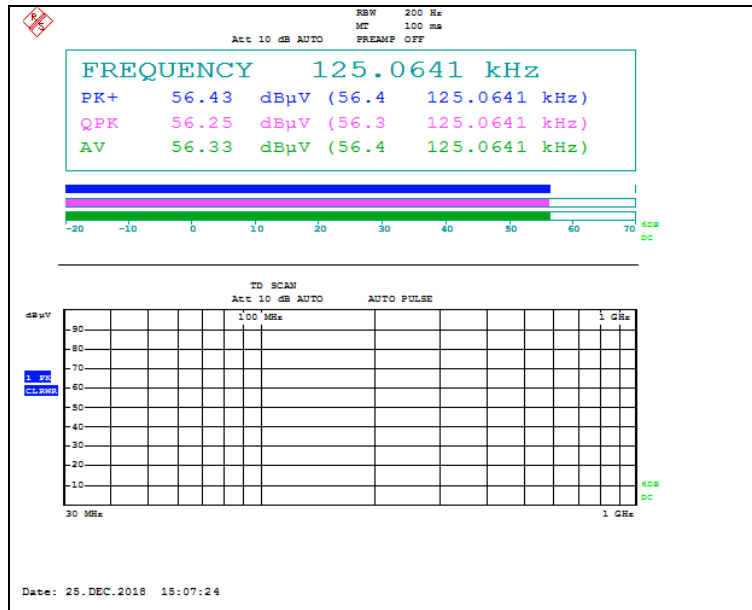 RBW 200 Hz
MT 100 ms
Att 10 dB AUTO PREAMP OFF
FREQUENCY 125.0641 kHz
PK+ 56.43 dBµV (56.4 125.0641 kHz)
QPK 56.25 dBµV (56.3 125.0641 kHz)
AV 56.33 dBµV (56.4 125.0641 kHz)
-20 -10 0 10 20 30 40 50 60 70
6DB
DC
TD SCAN
Att 10 dB AUTO AUTO PULSE
dBµV
100 MHz 1 GHz
90
80
70
1 PK
60
CLRWR
50
40
30
20
10
6DB
DC
30 MHz 1 GHz
Date: 25.DEC.2018 15:07:24